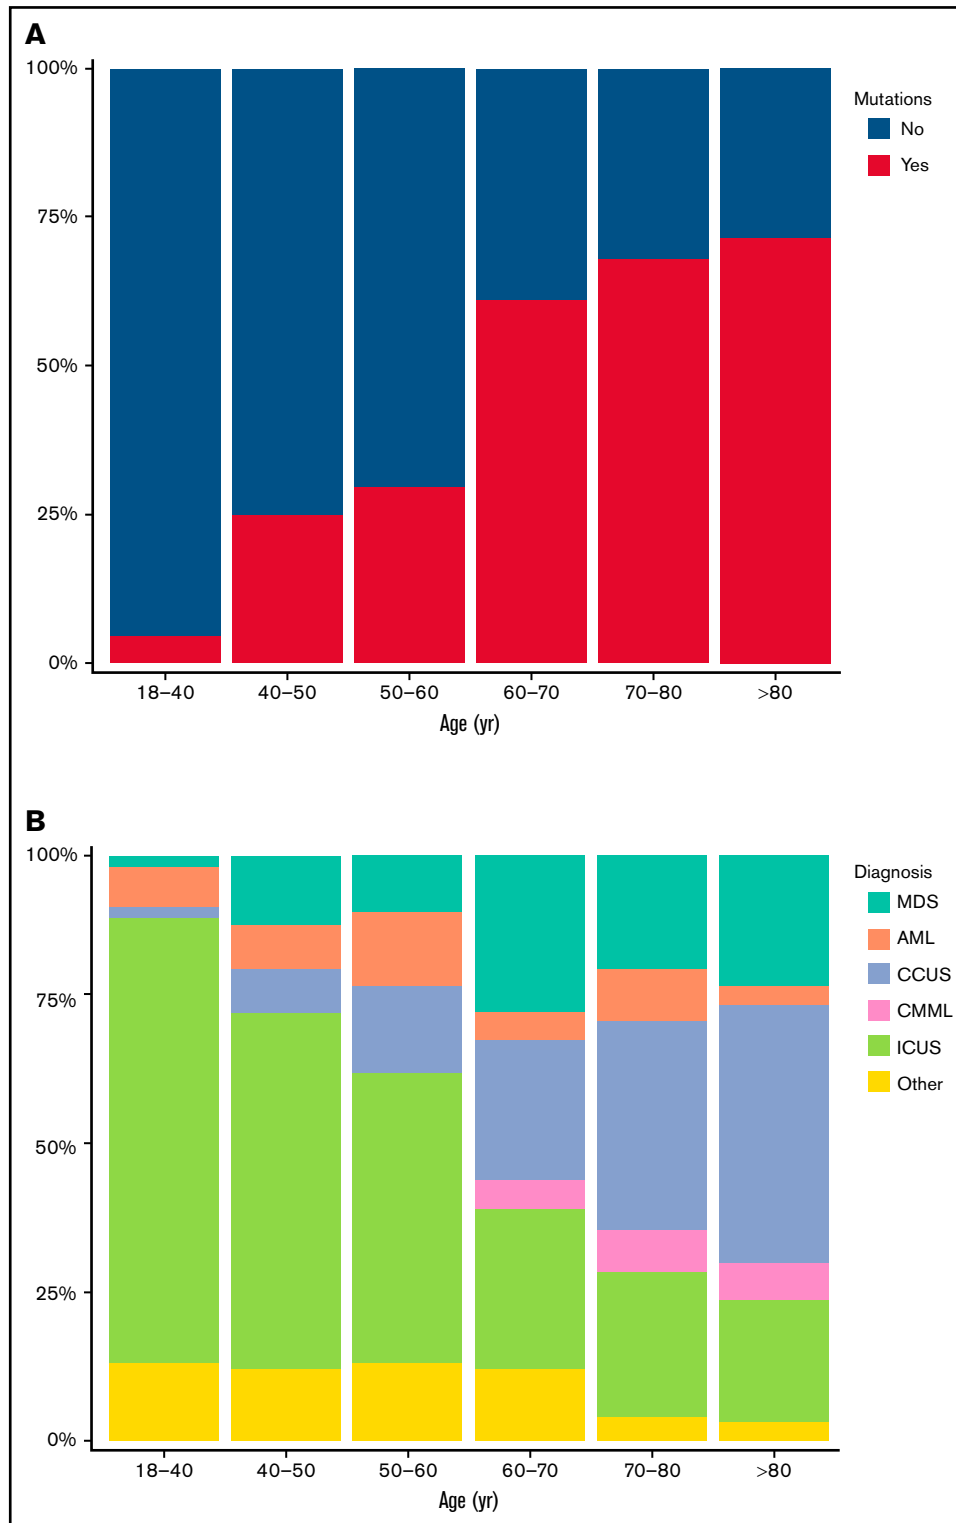 A
100%
75%
50%
25%
0%
18–40 40–50 50–60 60–70 70–80 >80
Age (yr)
Mutations
No
Yes
B
100%
75%
50%
25%
0%
18–40 40–50 50–60 60–70 70–80 >80
Age (yr)
Diagnosis
MDS
AML
CCUS
CMML
ICUS
Other